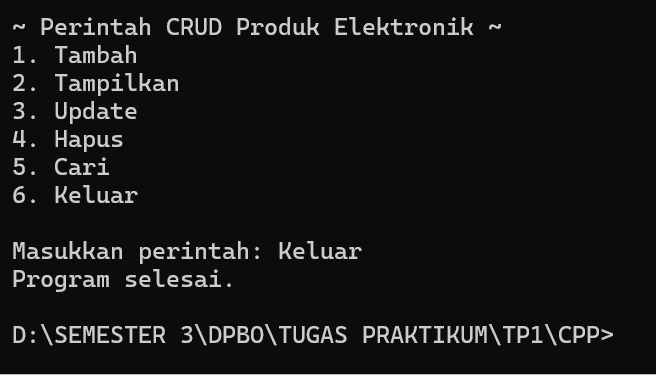 ~ Perintah CRUD Produk Elektronik ~
1. Tambah
2. Tampilkan
3. Update
4. Hapus
5. Cari
6. Keluar
Masukkan perintah: Keluar
Program selesai.
D:\SEMESTER 3\DPBO\TUGAS PRAKTIKUM\TP1\CPP>